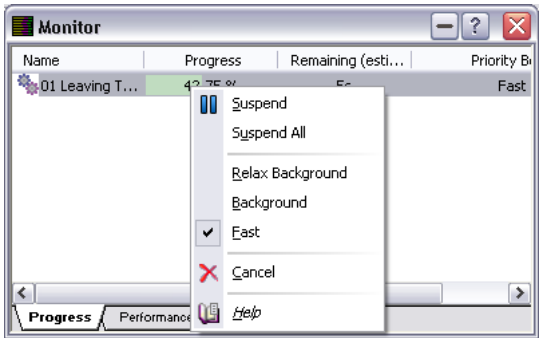 Monitor
Name Progress Remaining (esti... Priority B
01 Leaving T... Fast
Suspend
Suspend All
Relax Background
Background
Fast
Cancel
Help
Progress Performance